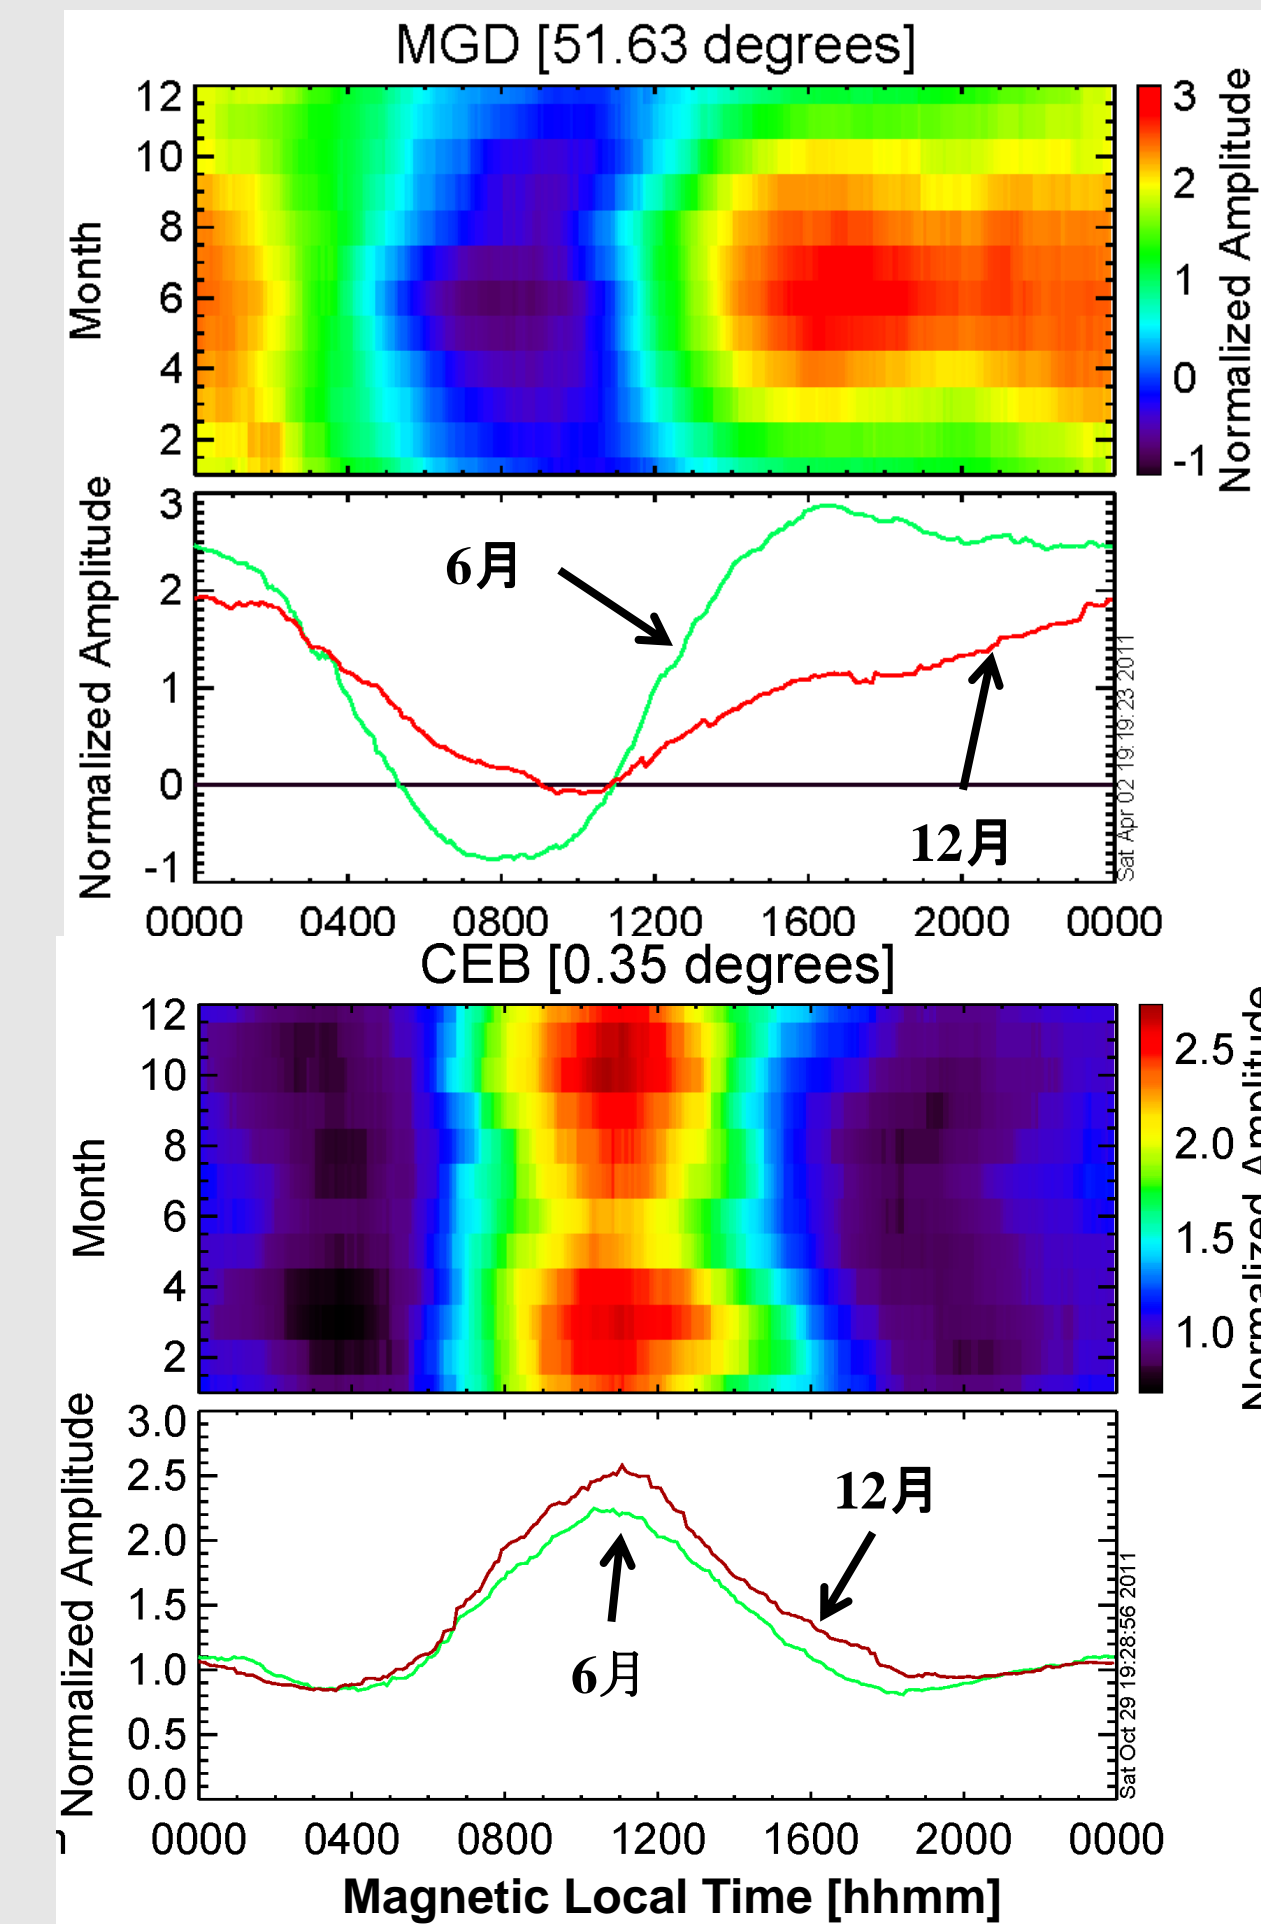 MGD [51.63 degrees]
12
10
8
6
4
2
Month
3
2
1
0
-1
Normalized Amplitude
3
2
1
0
-1
Normalized Amplitude
6月
12月
Sat Apr 02 19:19:23 2011
0000 0400 0800 1200 1600 2000 0000
CEB [0.35 degrees]
12
10
8
6
4
2
Month
2.5
2.0
1.5
1.0
Normalized Amplitude
3.0
2.5
2.0
1.5
1.0
0.5
0.0
Normalized Amplitude
12月
6月
Sat Oct 29 19:28:56 2011
0000 0400 0800 1200 1600 2000 0000
Magnetic Local Time [hhmm]